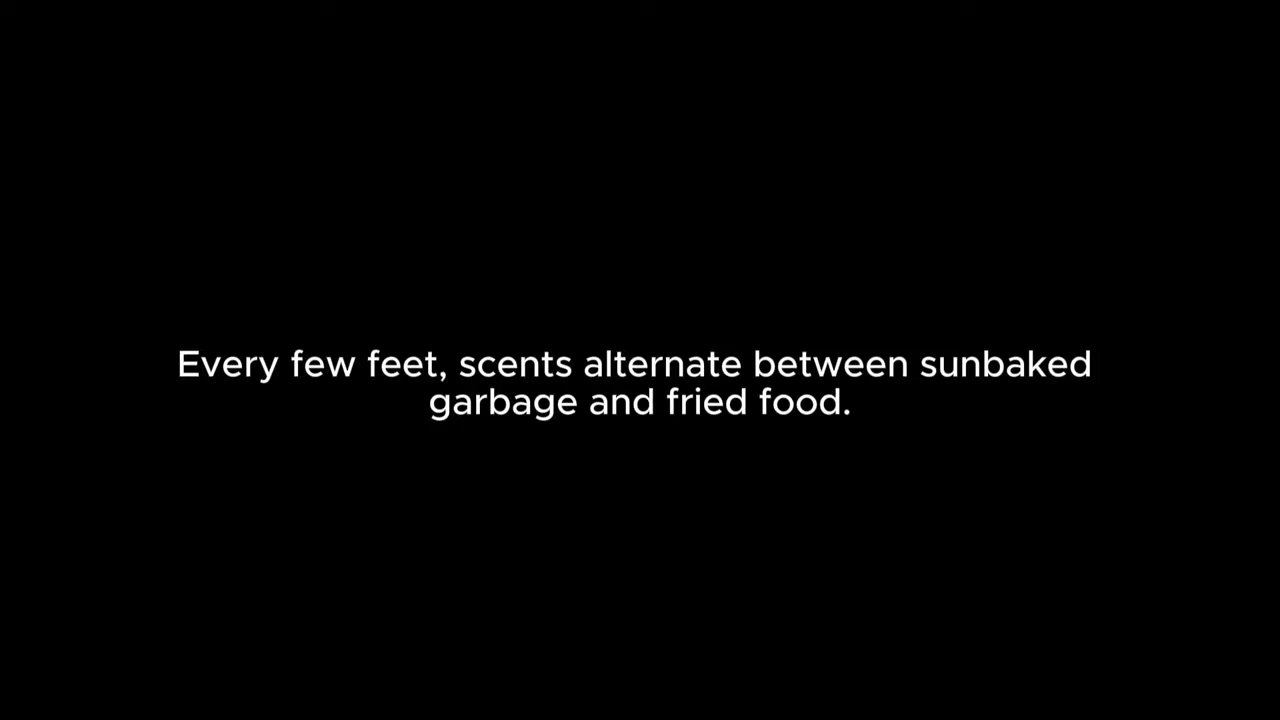 Every few feet, scents alternate between sunbaked
garbage and fried food.